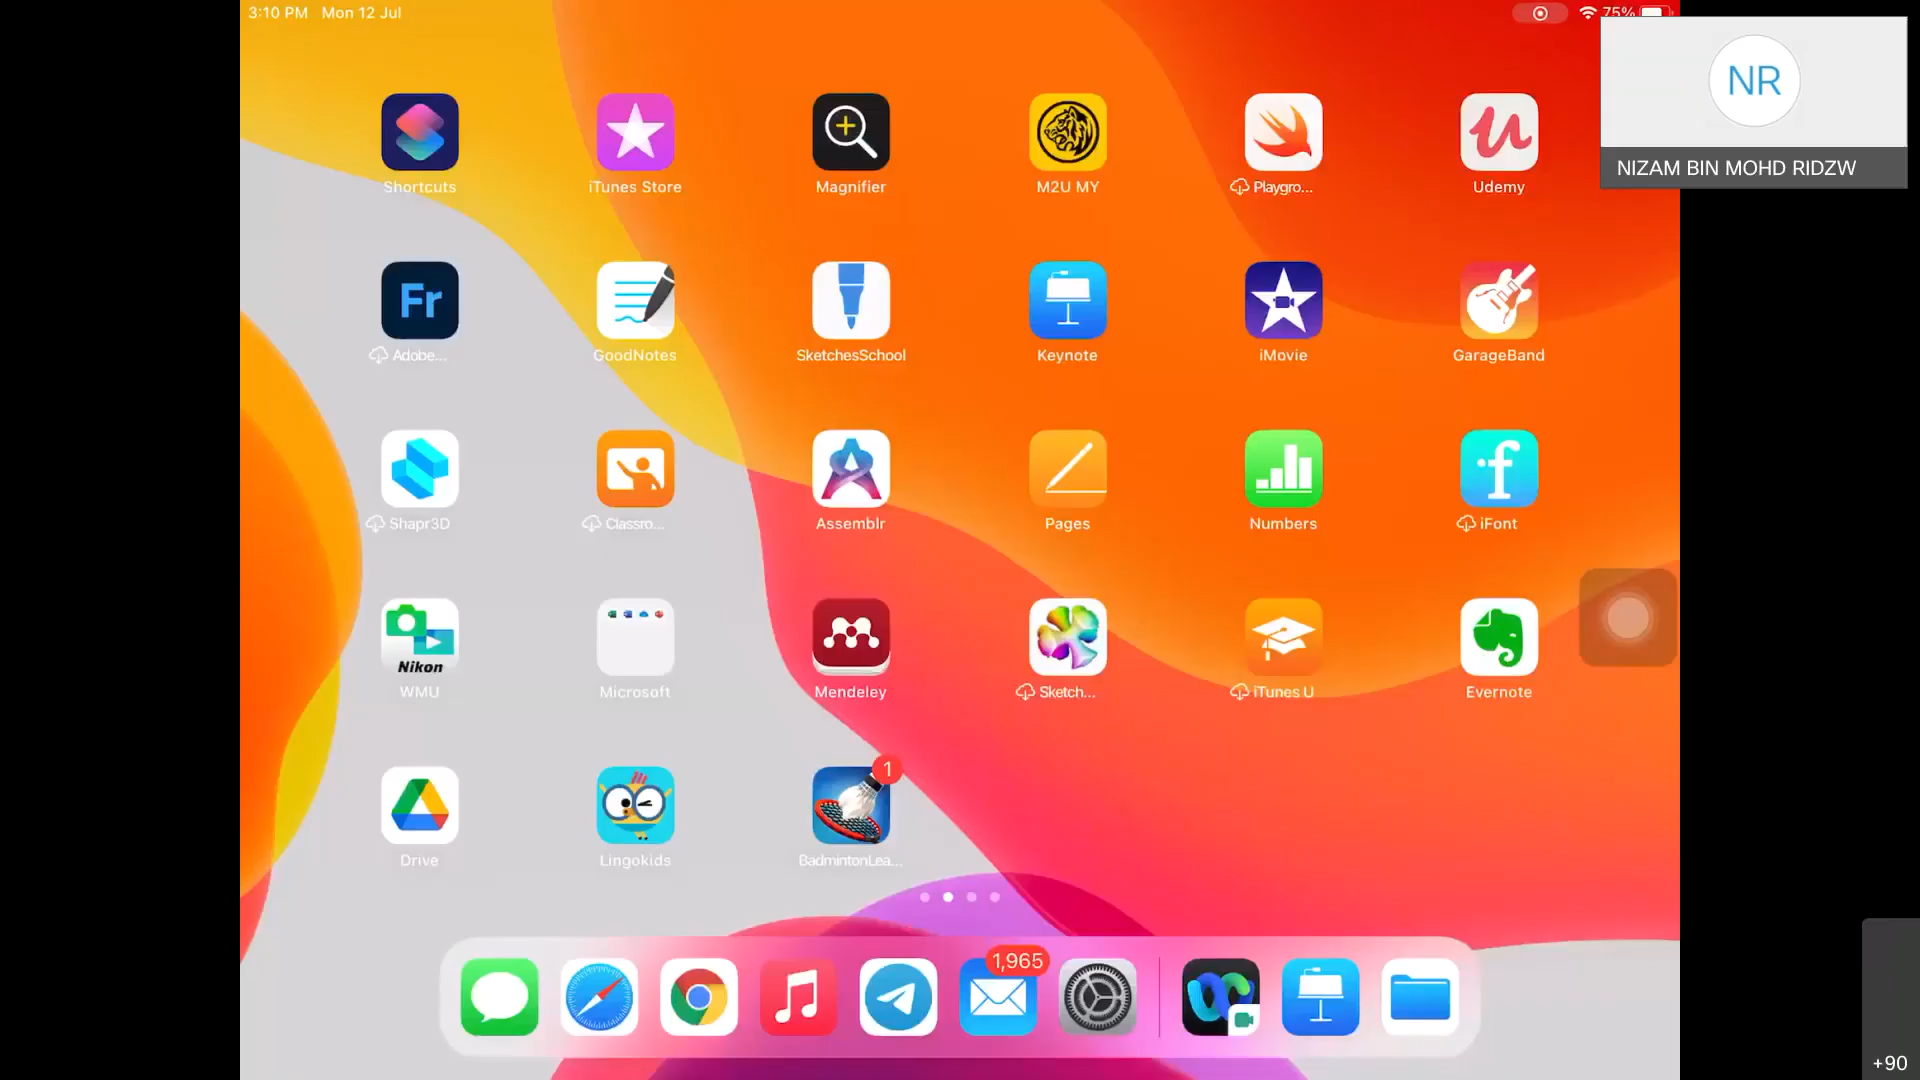 3:10 PM Mon 12 Jul
75%
NR
NIZAM BIN MOHD RIDZW
Shortcuts
iTunes Store
Magnifier
M2U MY
Playgro...
Udemy
Fr
Adobe...
GoodNotes
SketchesSchool
Keynote
iMovie
GarageBand
Shapr3D
Classro...
Assemblr
Pages
Numbers
f
iFont
Nikon
WMU
Microsoft
Mendeley
Sketch...
iTunes U
Evernote
Drive
Lingokids
1
BadmintonLea...
1,965
+90